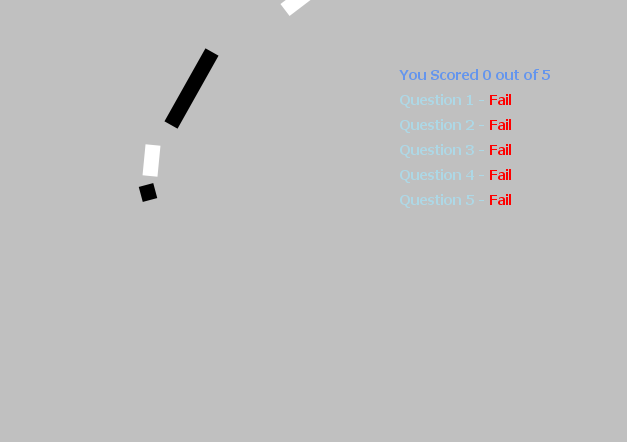 You Scored 0 out of 5
Question 1 - Fail
Question 2 - Fail
Question 3 - Fail
Question 4 - Fail
Question 5 - Fail